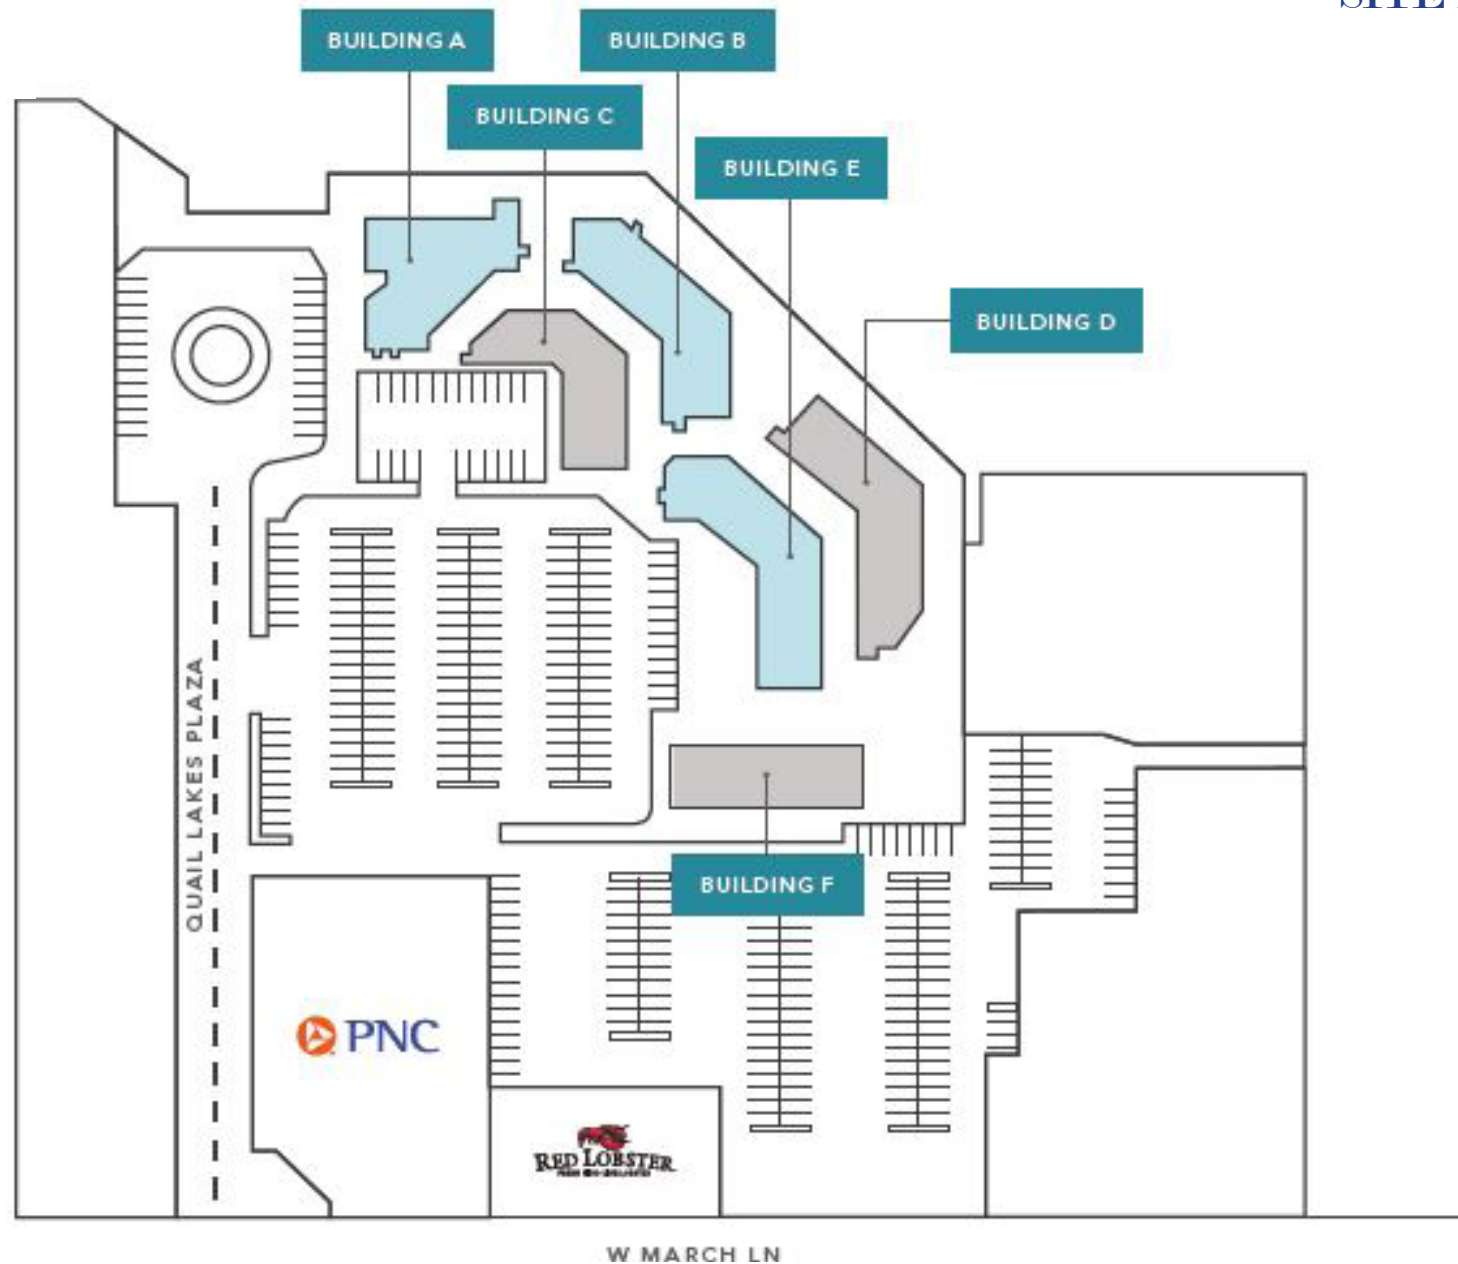 BUILDING A
BUILDING B
BUILDING C
BUILDING E
BUILDING D
QUAIL LAKES PLAZA
BUILDING F
PNC
RED LOBSTER
W MARCH LN